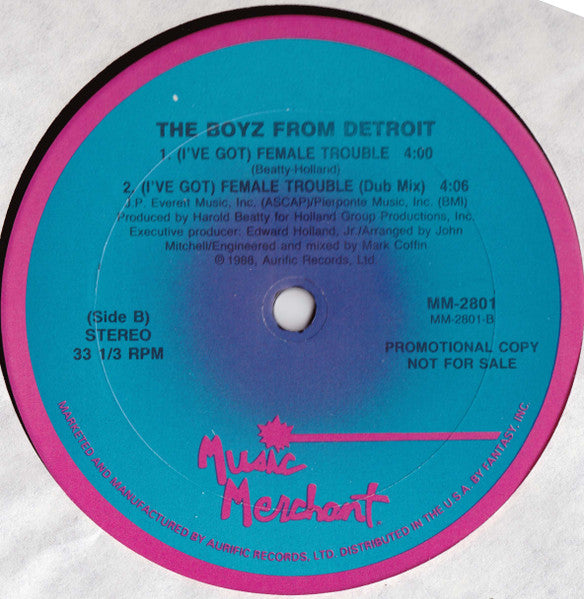 THE BOYZ FROM DETROIT
1. (I'VE GOT) FEMALE TROUBLE 4:00
(Beatty-Holland)
2. (I'VE GOT) FEMALE TROUBLE (Dub Mix) 4:06
J.P. Everet Music, Inc. (ASCAP)/Pierponte Music, Inc. (BMI)
Produced by Harold Beatty for Holland Group Productions, Inc.
Executive producer: Edward Holland, Jr./Arranged by John
Mitchell/Engineered and mixed by Mark Coffin
℗ 1988, Aurific Records, Ltd.
(Side B)
STEREO
33 1/3 RPM
MM-2801
MM-2801-B
PROMOTIONAL COPY
NOT FOR SALE
Music
Merchant
MARKETED AND MANUFACTURED BY AURIFIC RECORDS, LTD. DISTRIBUTED IN THE U.S.A. BY FANTASY, INC.